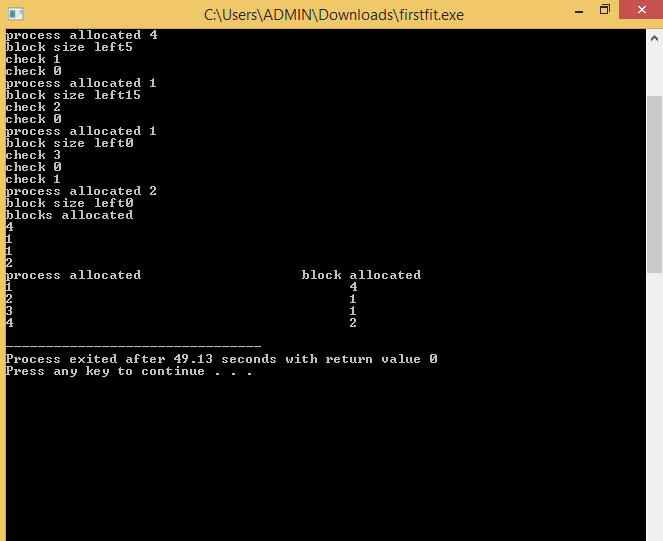 C:\Users\ADMIN\Downloads\firstfit.exe
process allocated 4
block size left5
check 1
check 0
process allocated 1
block size left15
check 2
check 0
process allocated 1
block size left0
check 3
check 0
check 1
process allocated 2
block size left0
blocks allocated
4
1
1
2
process allocated block allocated
1 4
2 1
3 1
4 2
--------------------------------
Process exited after 49.13 seconds with return value 0
Press any key to continue . . .